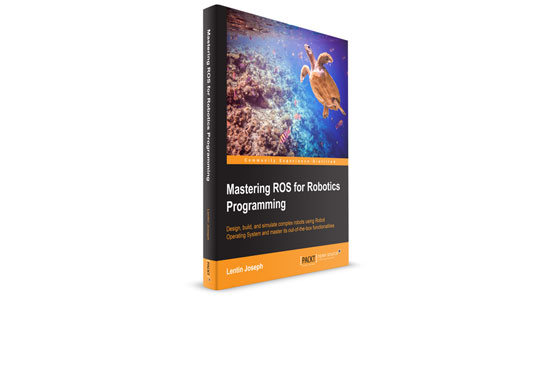 Mastering ROS for Robotics Programming
Lentin Joseph
PACKT
Community Experience Distilled
Mastering ROS for Robotics
Programming
Design, build, and simulate complex robots using Robot
Operating System and master its out-of-the-box functionalities
Lentin Joseph
PACKT